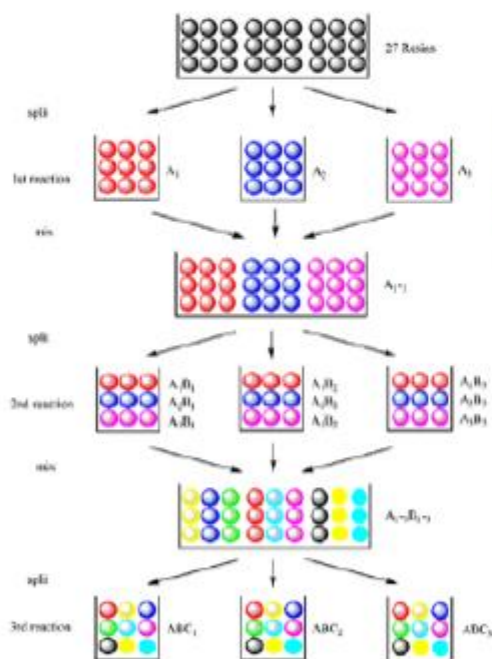 27 Resins
split
1st reaction
A₁
A₂
A₃
mix
A₁-₃
split
2nd reaction
A₁B₁
A₂B₁
A₃B₁
A₁B₂
A₂B₂
A₃B₂
A₁B₃
A₂B₃
A₃B₃
mix
A₁-₃B₁-₃
split
3rd reaction
ABC₁
ABC₂
ABC₃